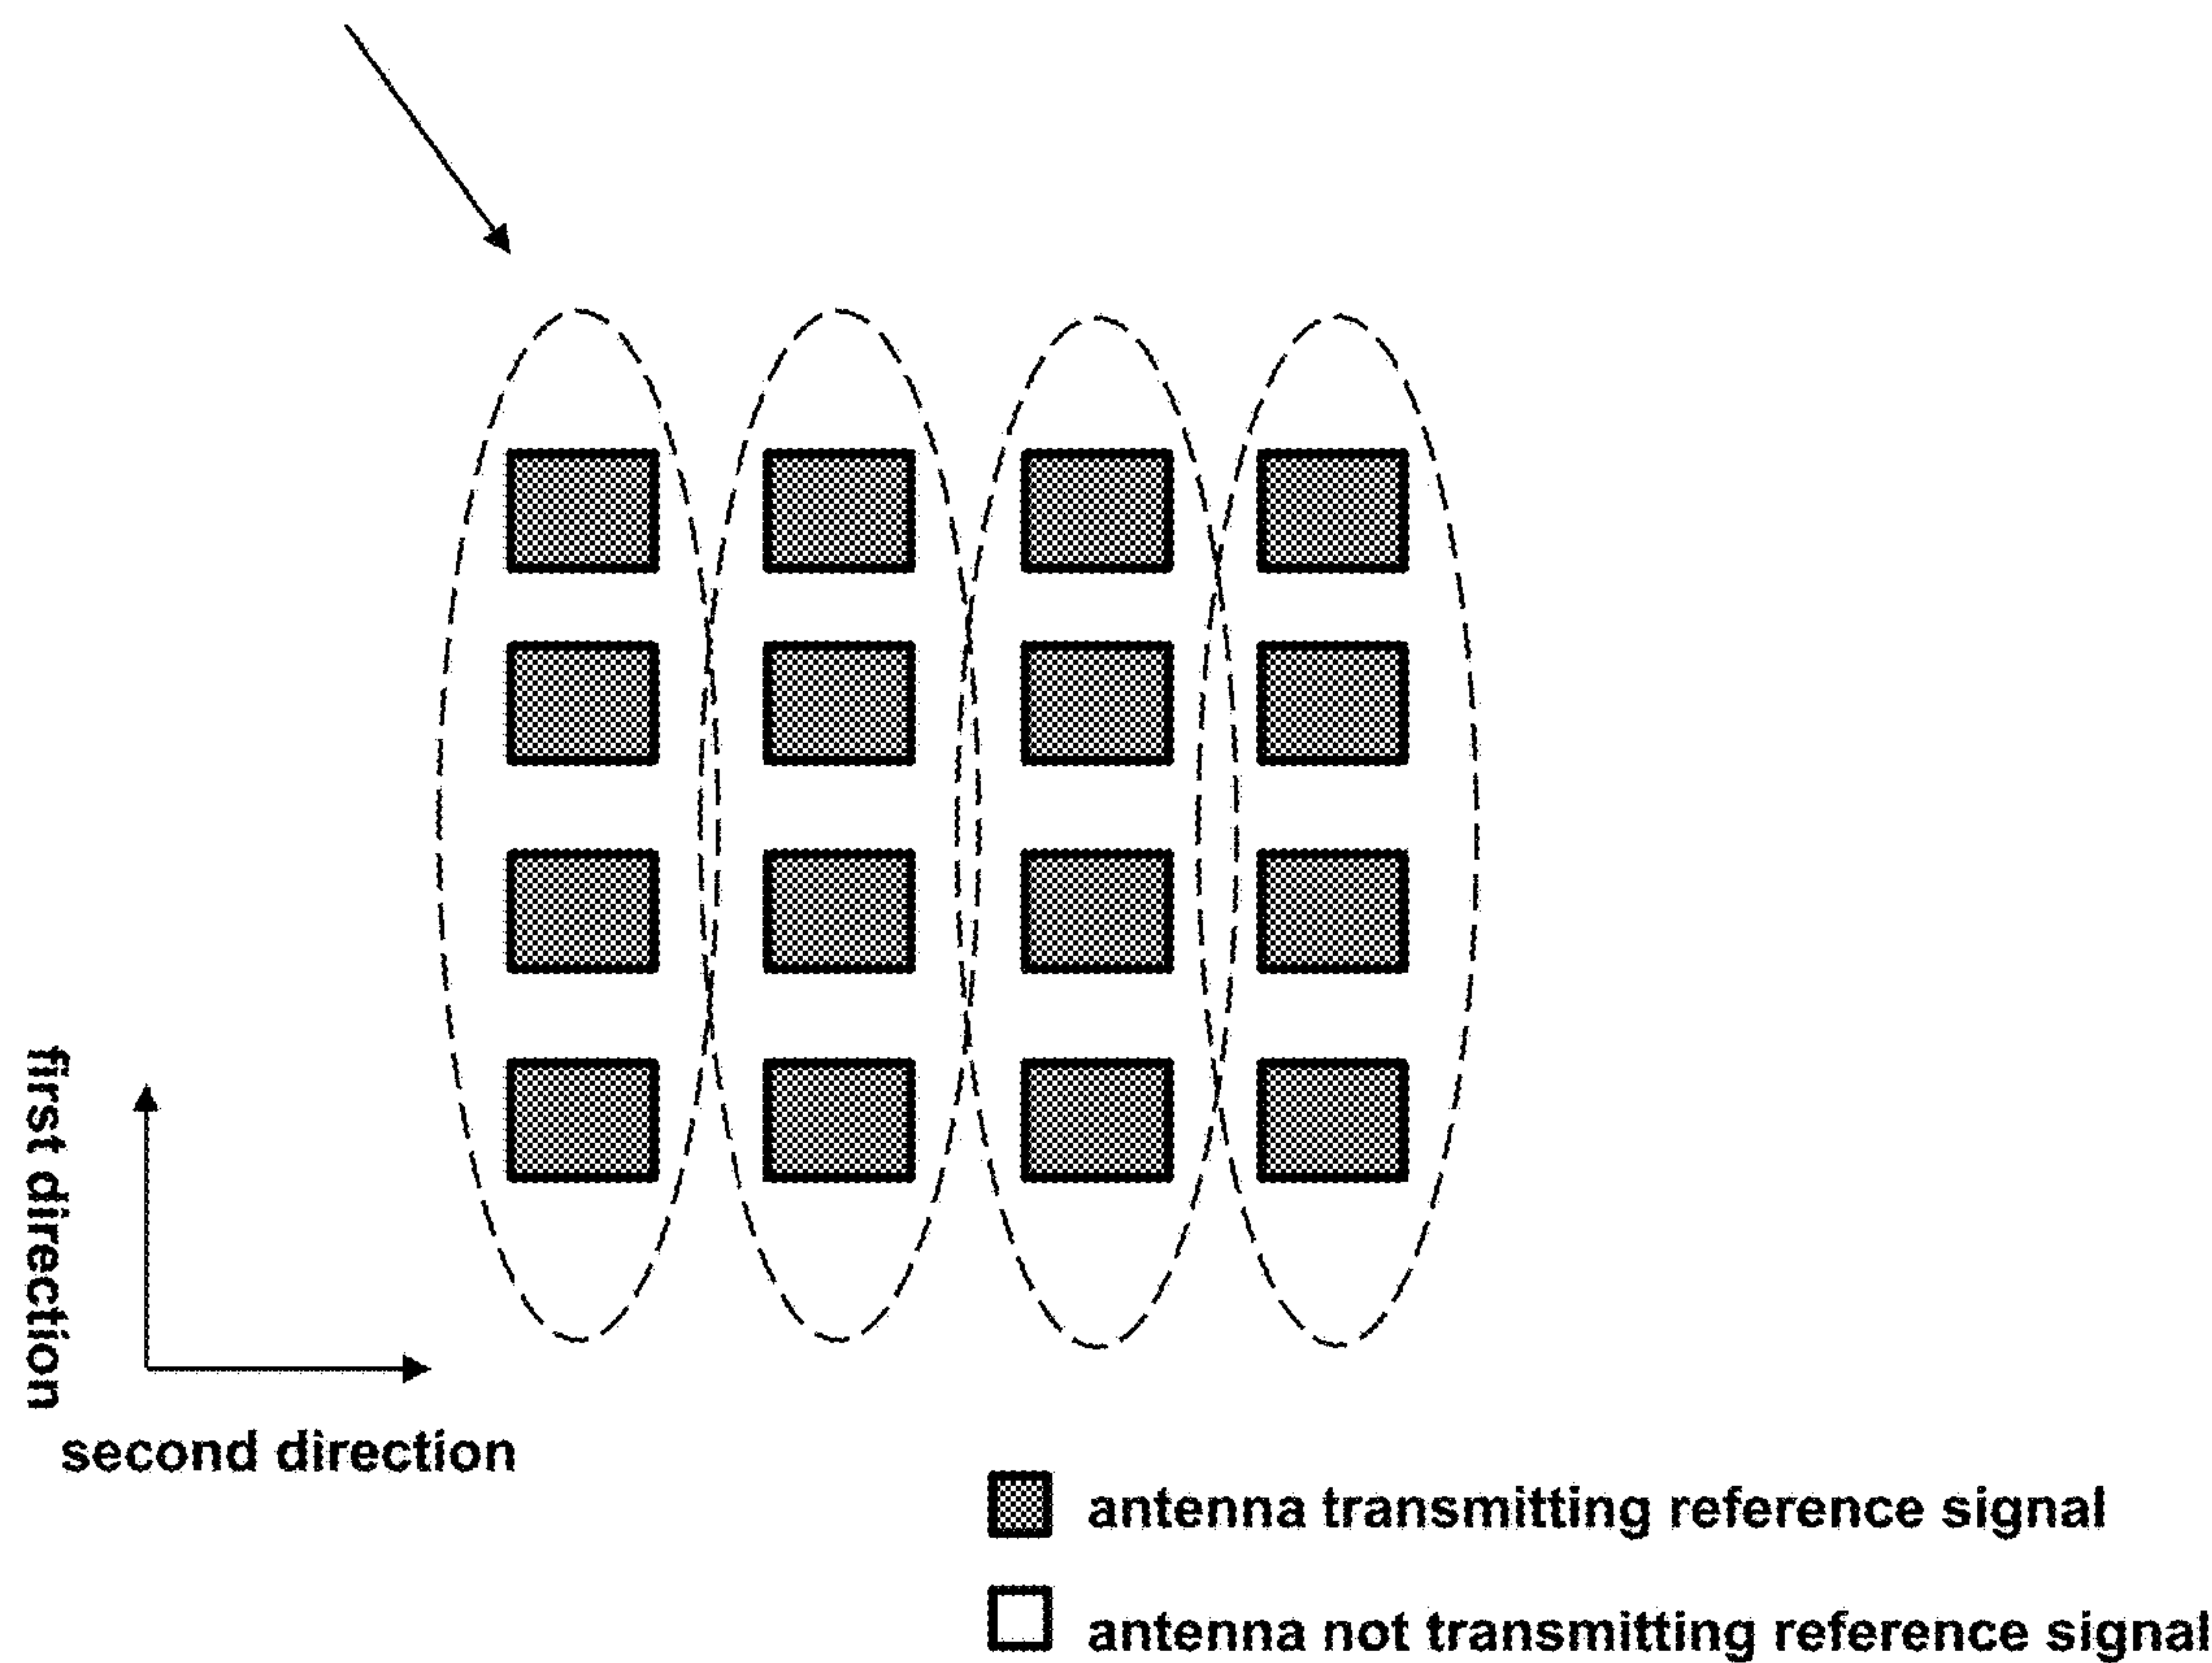 first direction
second direction
antenna transmitting reference signal
antenna not transmitting reference signal